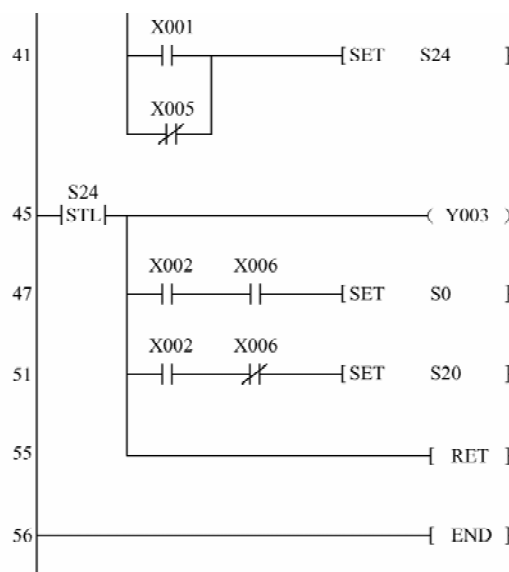 X001
41 [SET S24 ]
X005
S24
45 STL ( Y003 )
X002 X006
47 [SET S0 ]
X002 X006
51 [SET S20 ]
55 [ RET ]
56 [ END ]